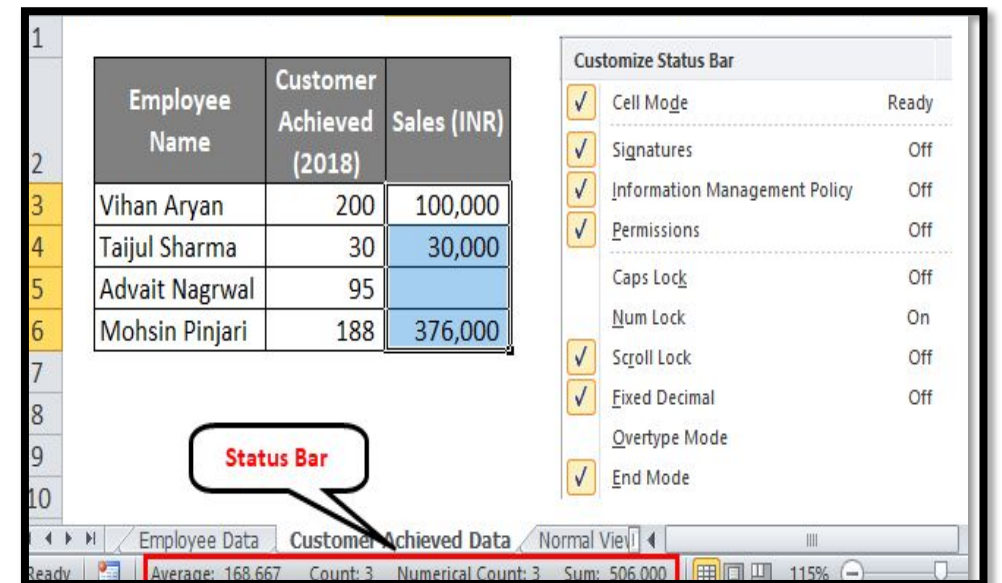 1
2
3
4
5
6
7
8
9
10
Employee Name
Customer Achieved (2018)
Sales (INR)
Vihan Aryan 200 100,000
Taijul Sharma 30 30,000
Advait Nagrwal 95
Mohsin Pinjari 188 376,000
Customize Status Bar
Cell Mode Ready
Signatures Off
Information Management Policy Off
Permissions Off
Caps Lock Off
Num Lock On
Scroll Lock Off
Fixed Decimal Off
Overtype Mode
End Mode
Status Bar
Employee Data Customer Achieved Data Normal View
Ready Average: 168,667 Count: 3 Numerical Count: 3 Sum: 506,000 115%